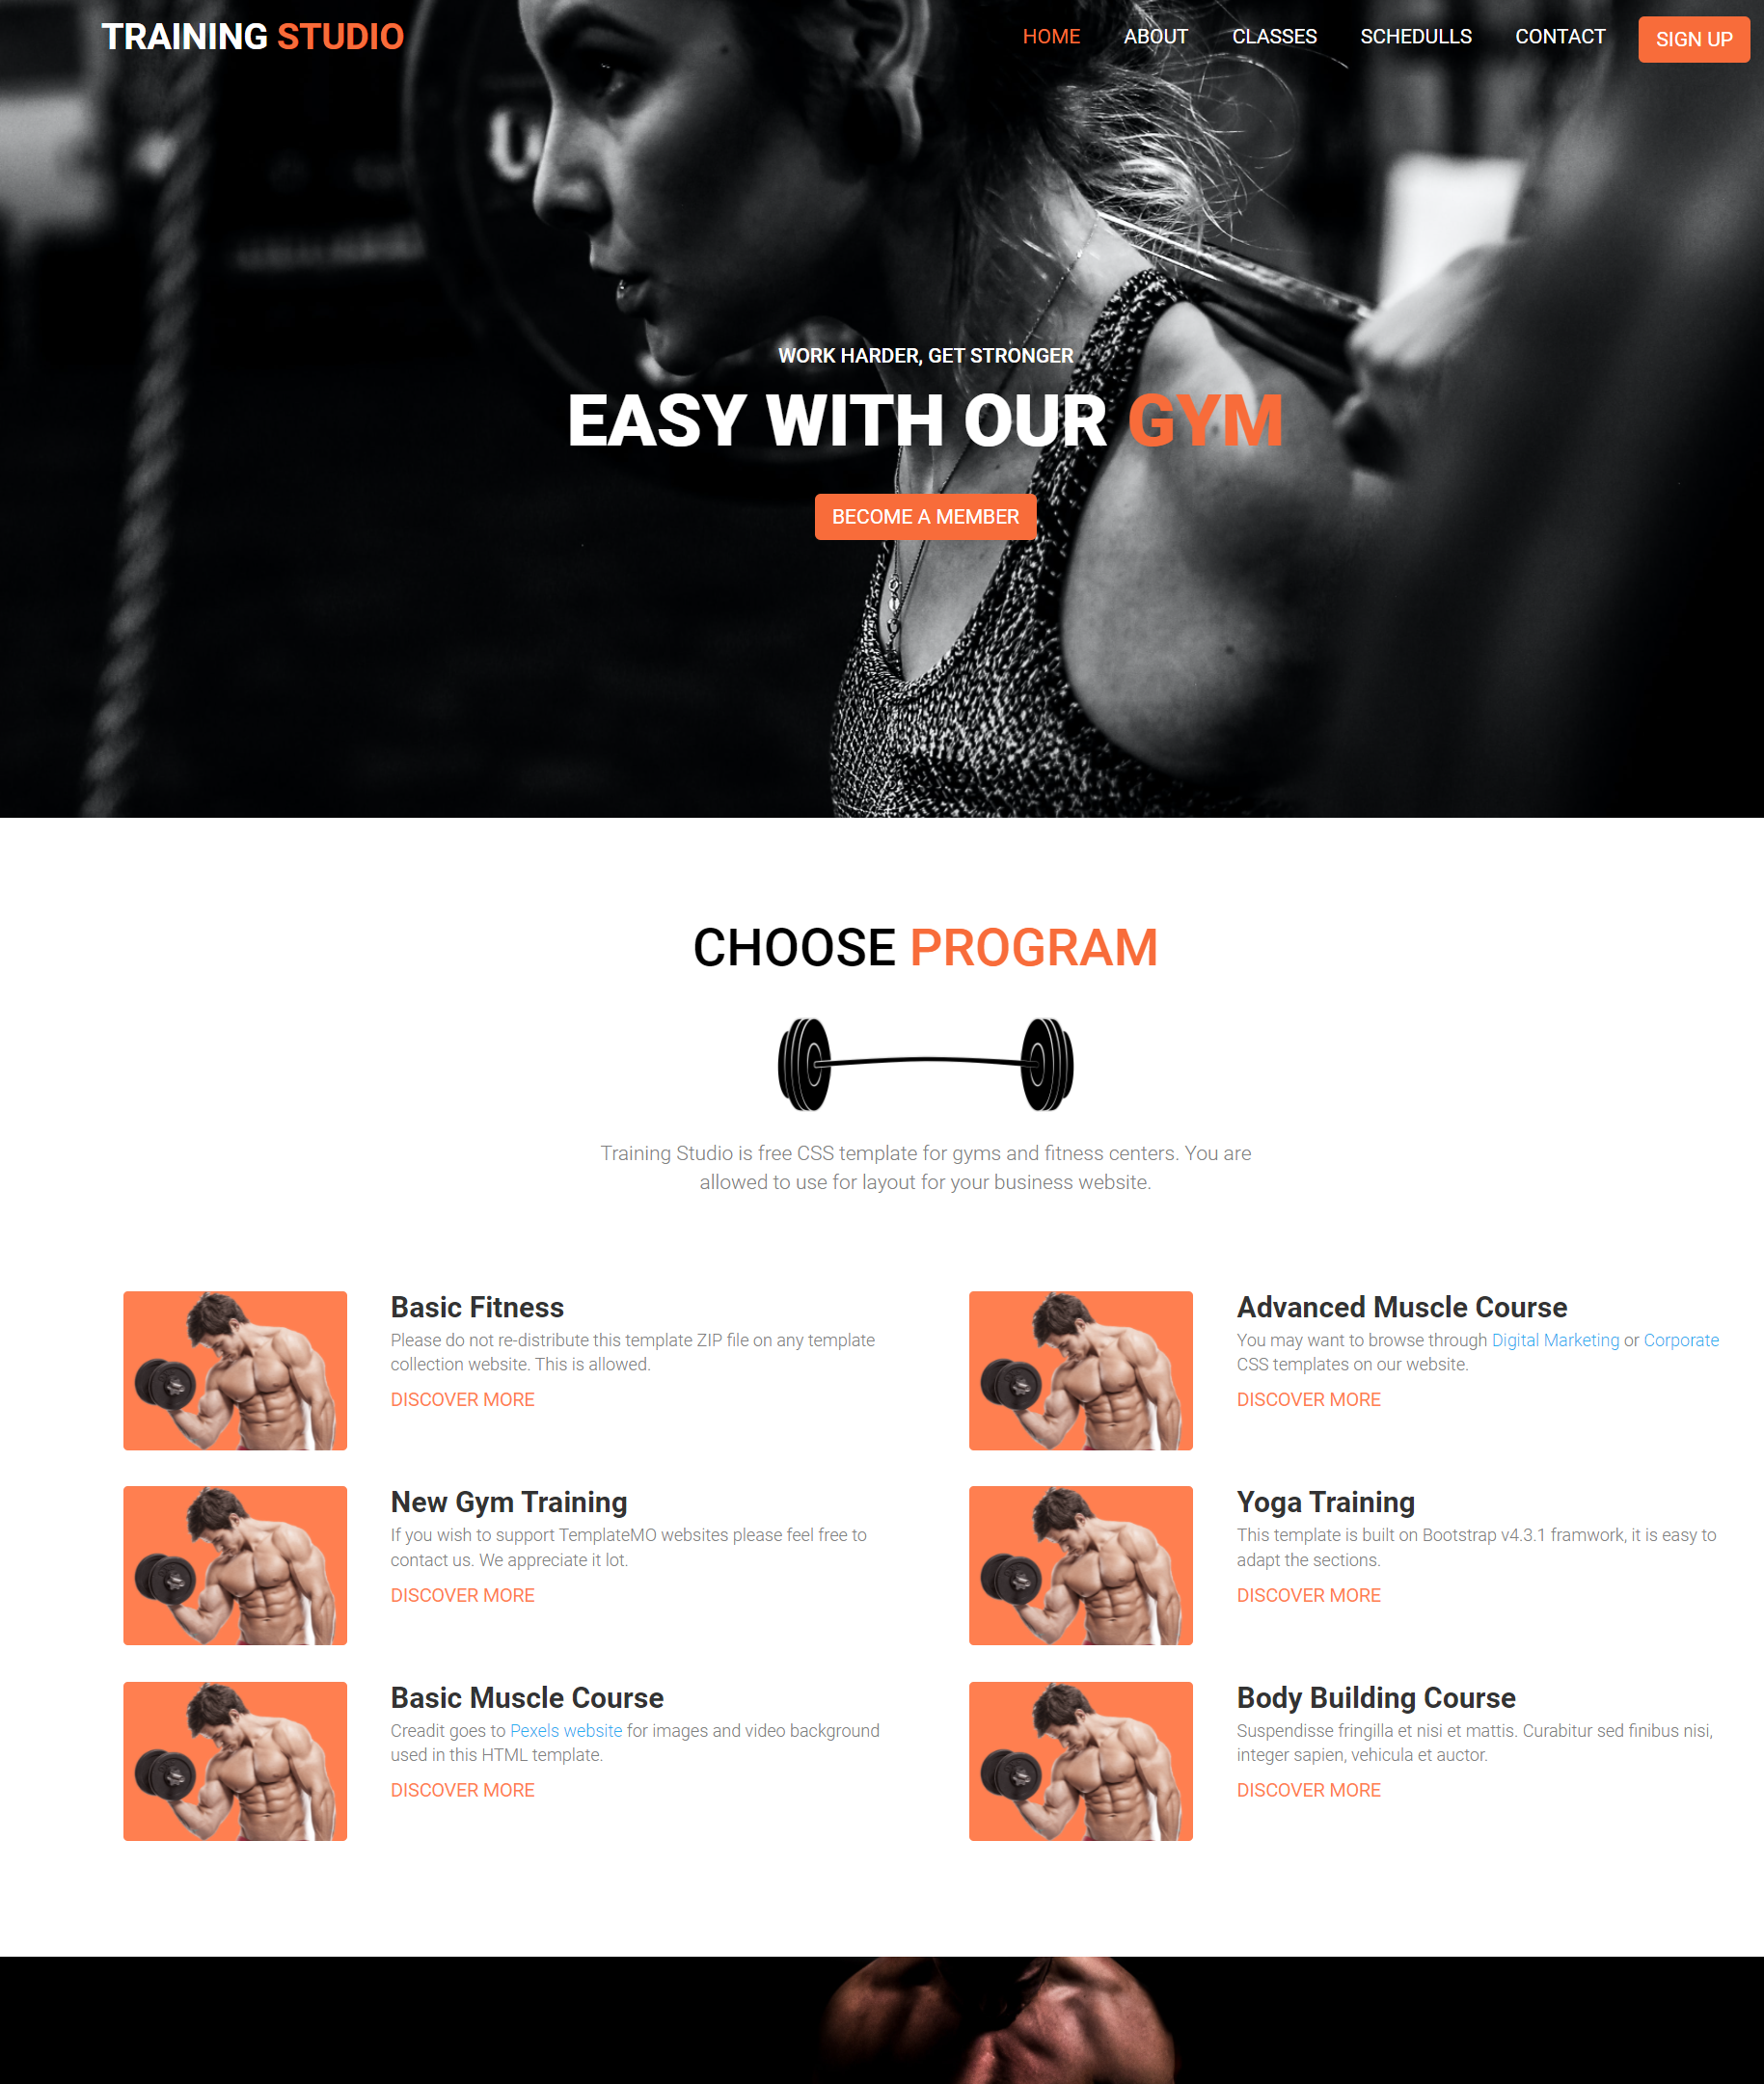 TRAINING STUDIO
HOME ABOUT CLASSES SCHEDULLS CONTACT SIGN UP
WORK HARDER, GET STRONGER
EASY WITH OUR GYM
BECOME A MEMBER
CHOOSE PROGRAM
Training Studio is free CSS template for gyms and fitness centers. You are
allowed to use for layout for your business website.
Basic Fitness
Please do not re-distribute this template ZIP file on any template
collection website. This is allowed.
DISCOVER MORE
Advanced Muscle Course
You may want to browse through Digital Marketing or Corporate
CSS templates on our website.
DISCOVER MORE
New Gym Training
If you wish to support TemplateMO websites please feel free to
contact us. We appreciate it lot.
DISCOVER MORE
Yoga Training
This template is built on Bootstrap v4.3.1 framwork, it is easy to
adapt the sections.
DISCOVER MORE
Basic Muscle Course
Creadit goes to Pexels website for images and video background
used in this HTML template.
DISCOVER MORE
Body Building Course
Suspendisse fringilla et nisi et mattis. Curabitur sed finibus nisi,
integer sapien, vehicula et auctor.
DISCOVER MORE